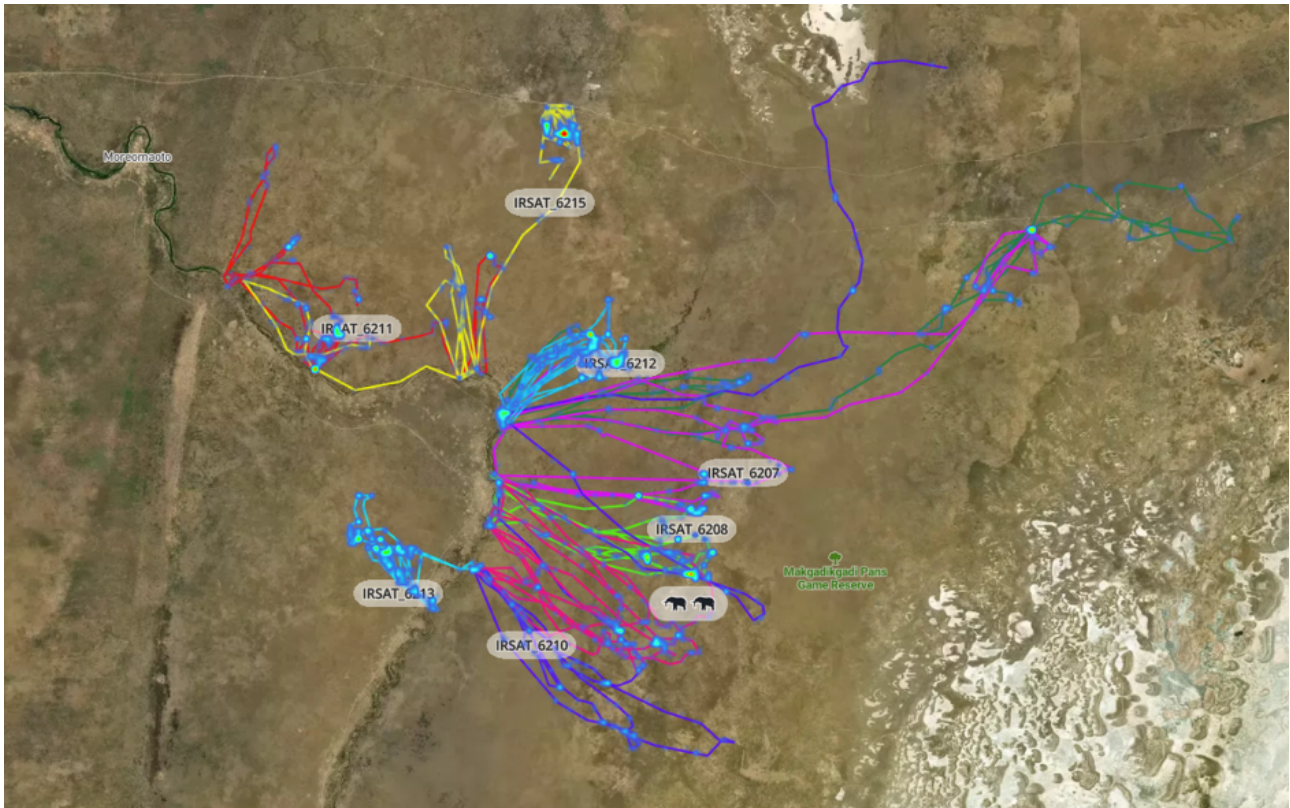 Moreomaoto
IRSAT_6215
IRSAT_6211
IRSAT_6212
IRSAT_6207
IRSAT_6208
Makgadikgadi Pans
Game Reserve
IRSAT_6213
IRSAT_6210